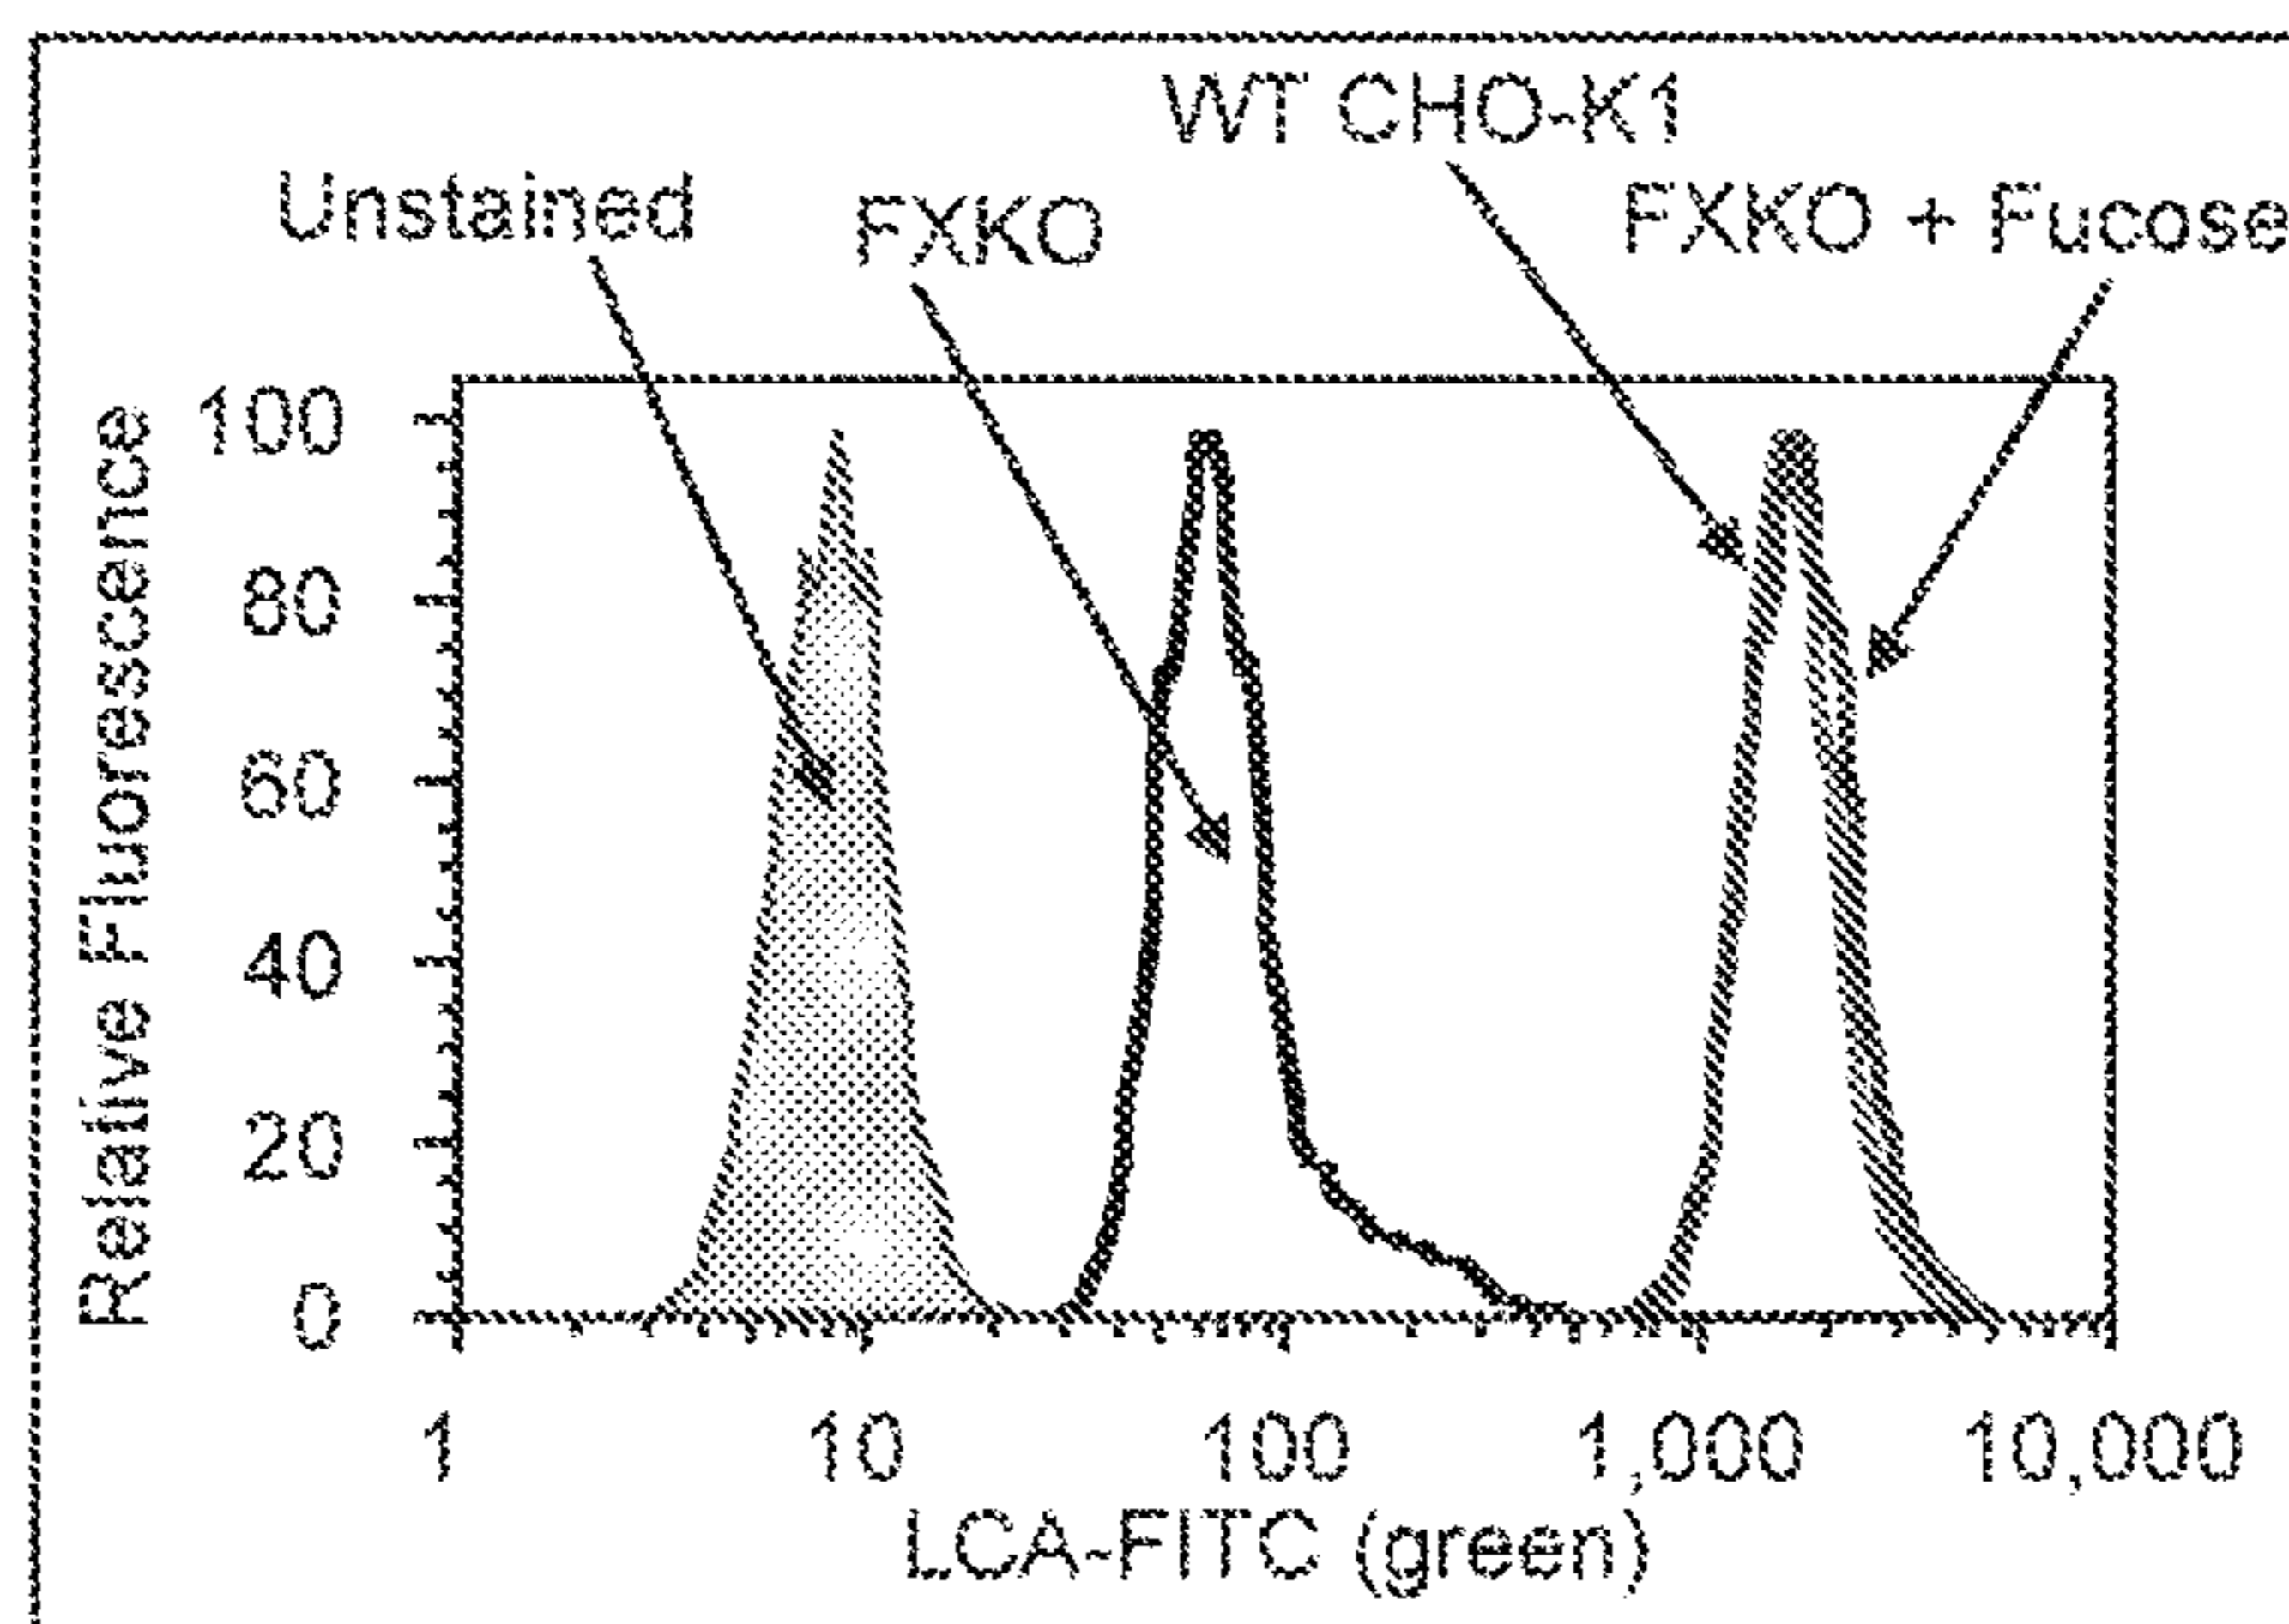 WT CHO-K1
Unstained
FXKO
FXKO + Fucose
Relative Fluorescence
100
80
60
40
20
0
1
10
100
1,000
10,000
LCA-FITC (green)